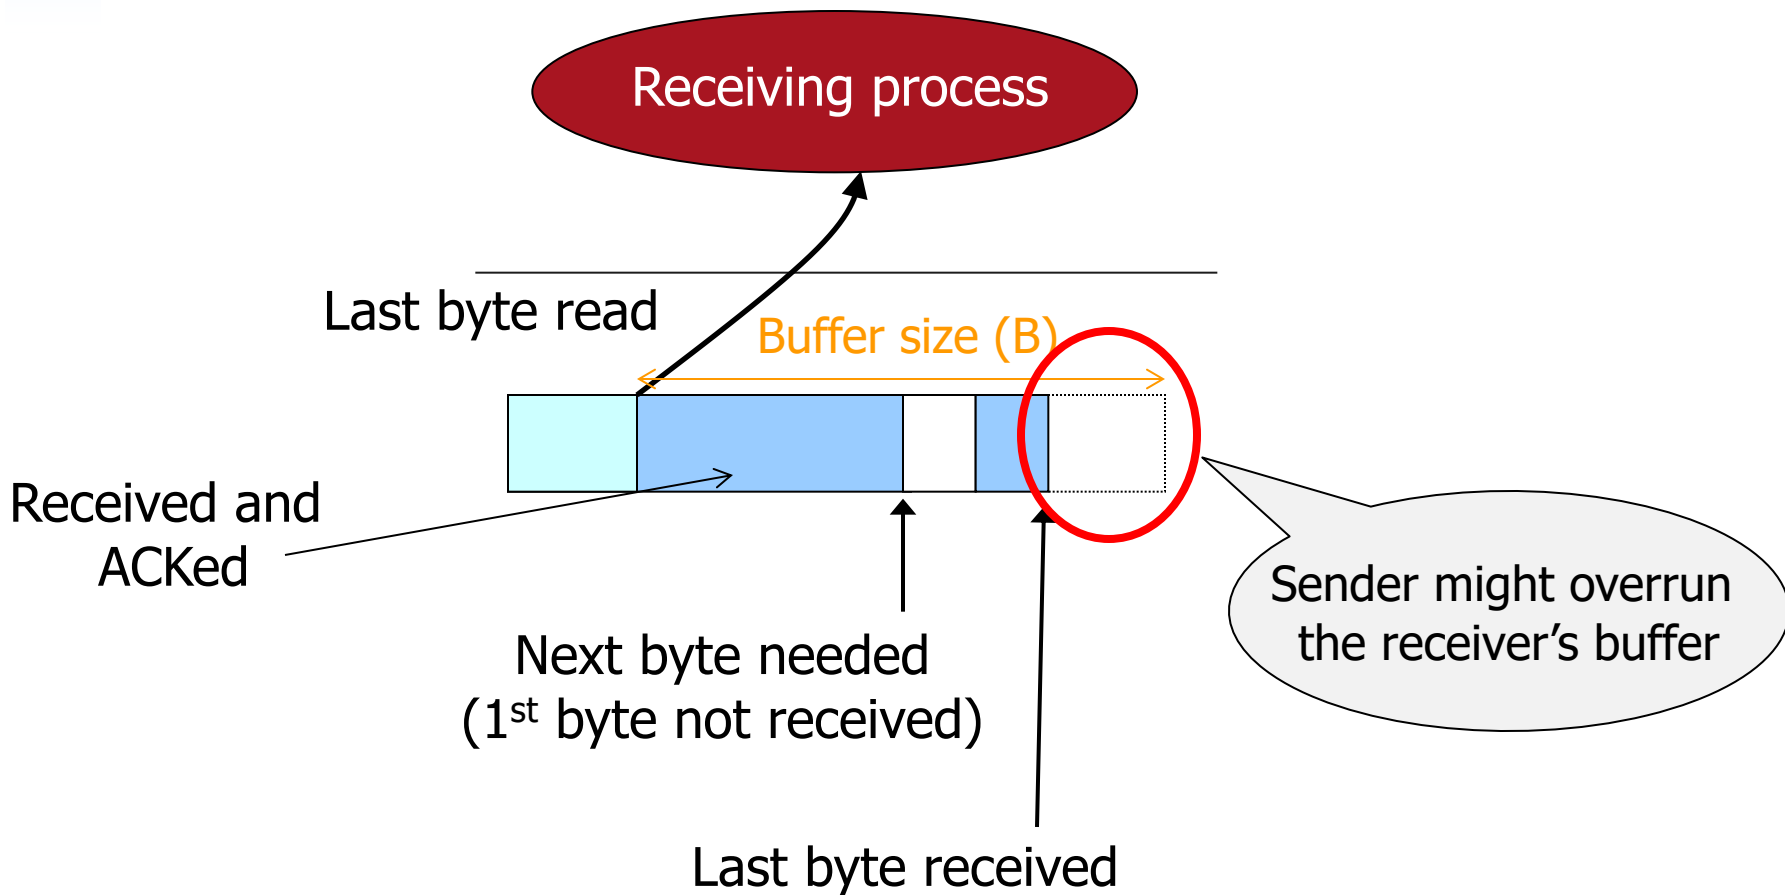 Receiving process
Last byte read
Buffer size (B)
Received and
ACKed
Sender might overrun
the receiver’s buffer
Next byte needed
(1st byte not received)
Last byte received